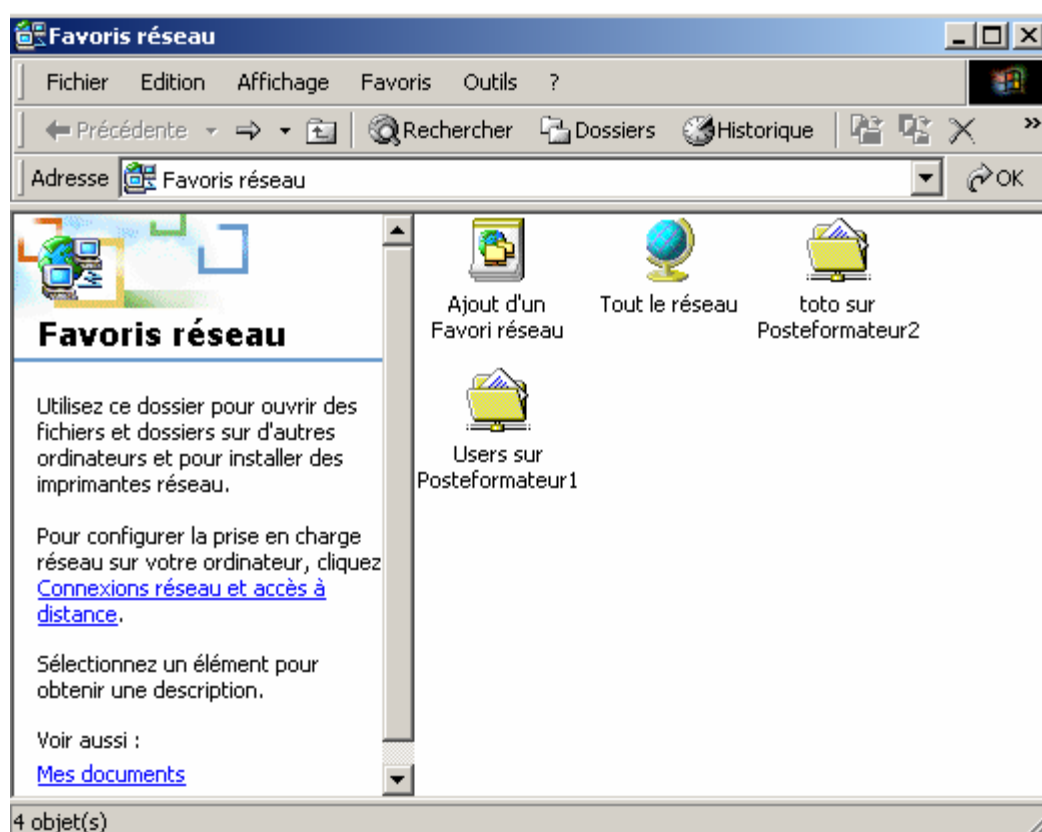 Favoris réseau
Fichier Edition Affichage Favoris Outils ?
Précédente Rechercher Dossiers Historique »
Adresse Favoris réseau OK
Favoris réseau
Utilisez ce dossier pour ouvrir des
fichiers et dossiers sur d'autres
ordinateurs et pour installer des
imprimantes réseau.
Pour configurer la prise en charge
réseau sur votre ordinateur, cliquez
Connexions réseau et accès à
distance.
Sélectionnez un élément pour
obtenir une description.
Voir aussi :
Mes documents
Ajout d'un
Favori réseau
Tout le réseau
toto sur
Posteformateur2
Users sur
Posteformateur1
4 objet(s)